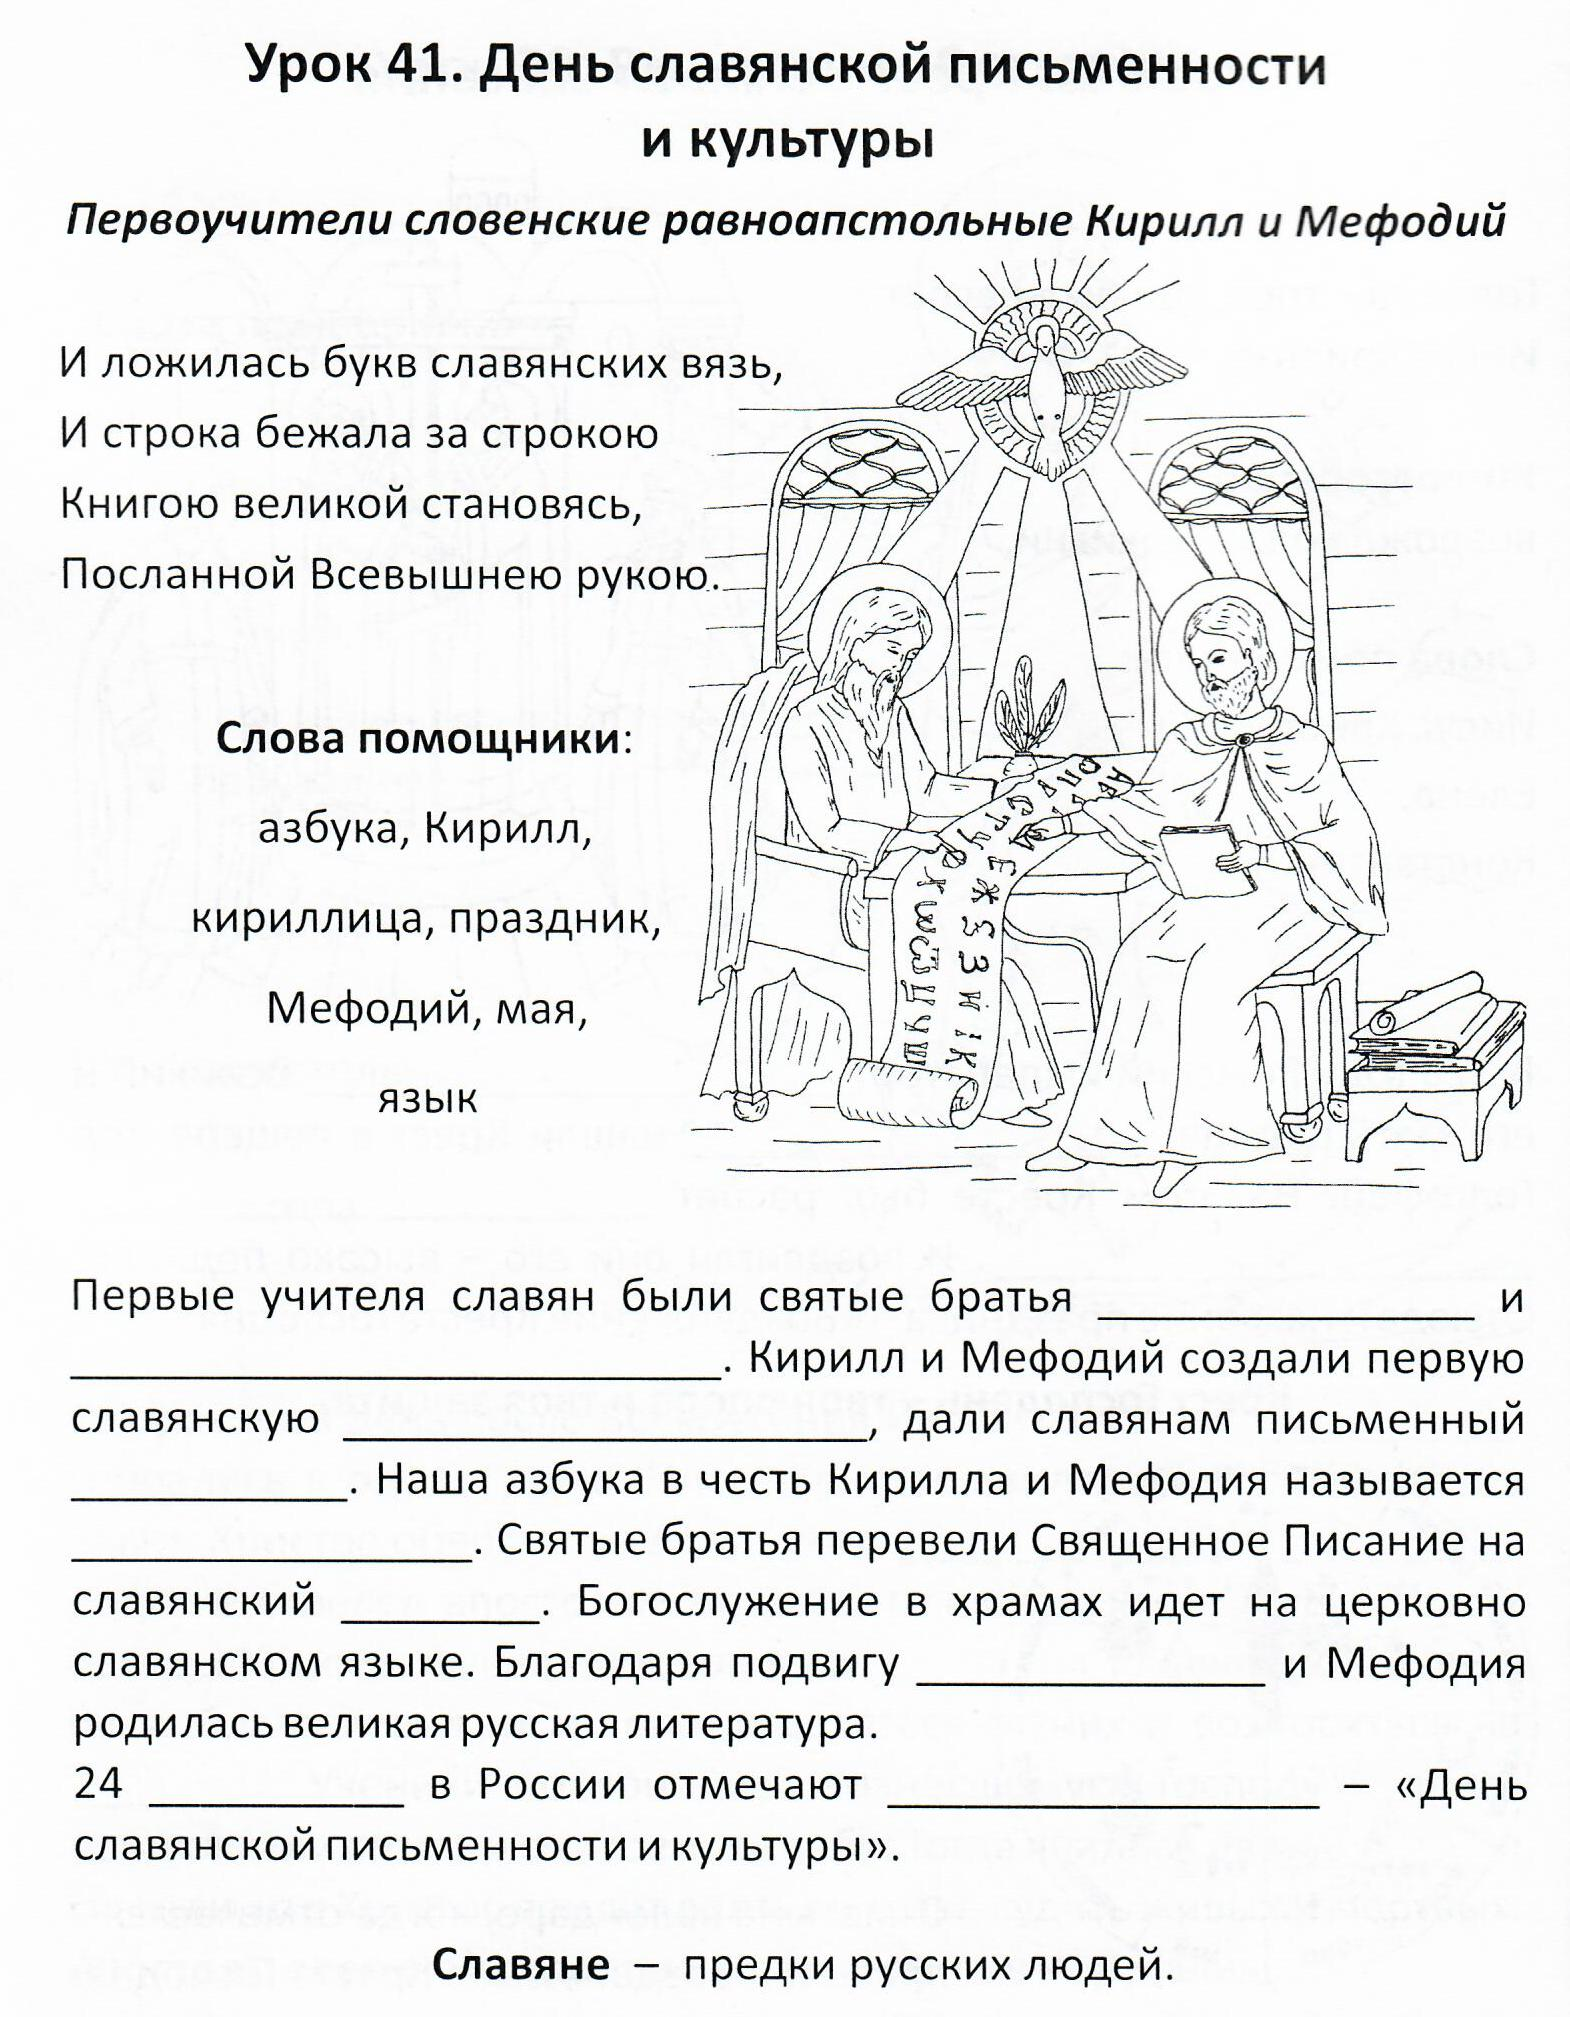 Урок 41. День славянской письменности
и культуры
Первоучители словенские равноапстольные Кирилл и Мефодий
И ложилась букв славянских вязь,
И строка бежала за строкою
Книгою великой становясь,
Посланной Всевышнею рукою.
Слова помощники:
азбука, Кирилл,
кириллица, праздник,
Мефодий, мая,
язык
Первые учителя славян были святые братья ________________ и
____________________________. Кирилл и Мефодий создали первую
славянскую ______________________, дали славянам письменный
____________. Наша азбука в честь Кирилла и Мефодия называется
_________________. Святые братья перевели Священное Писание на
славянский ________. Богослужение в храмах идет на церковно
славянском языке. Благодаря подвигу _______________ и Мефодия
родилась великая русская литература.
24 ___________ в России отмечают __________________ – «День
славянской письменности и культуры».
Славяне – предки русских людей.